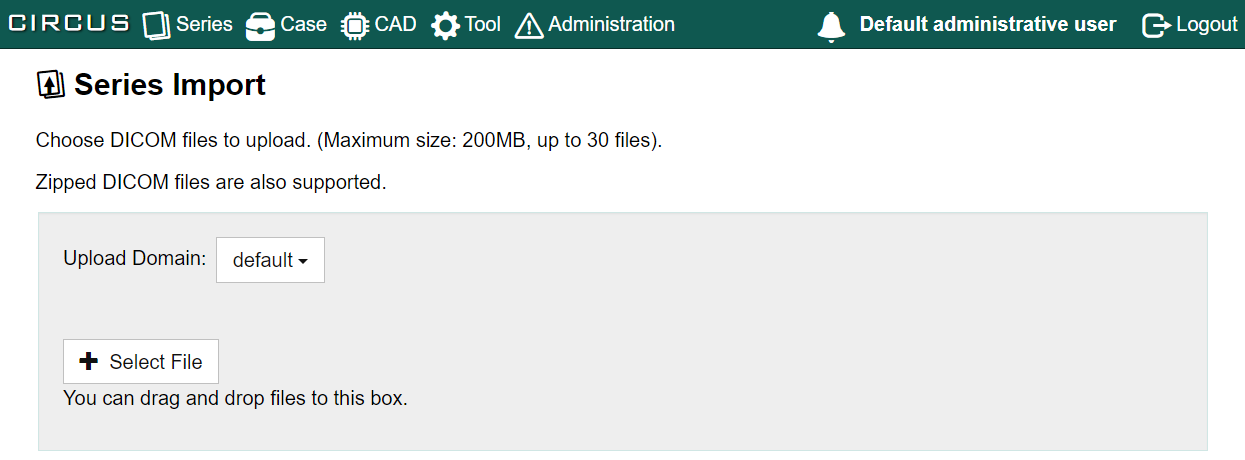 CIRCUS Series Case CAD Tool Administration Default administrative user Logout
Series Import
Choose DICOM files to upload. (Maximum size: 200MB, up to 30 files).
Zipped DICOM files are also supported.
Upload Domain: default
Select File
You can drag and drop files to this box.